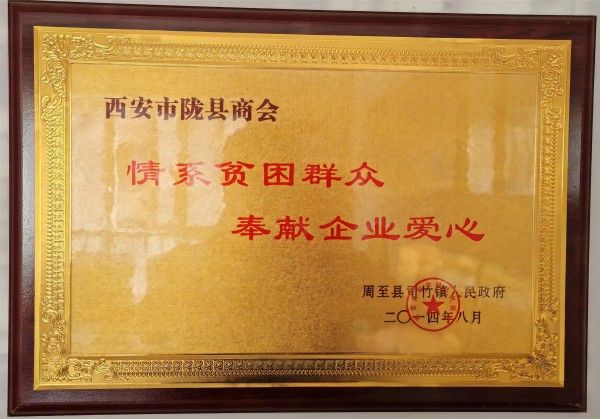 西安市陇县商会
情系贫困群众
奉献企业爱心
周至县司竹镇人民政府
二〇一四年八月